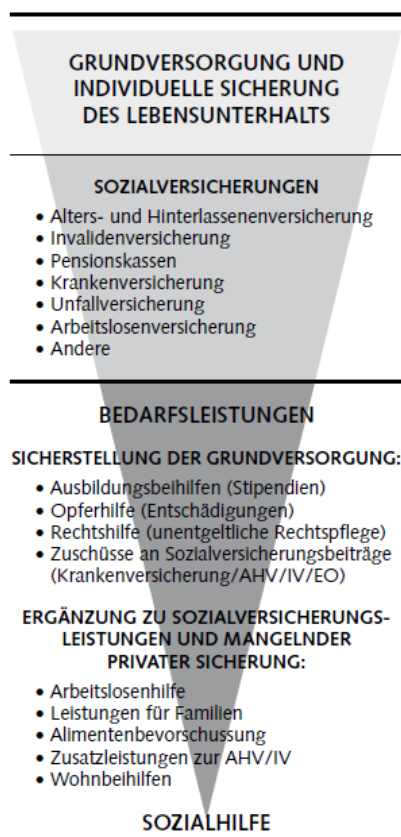 GRUNDVERSORGUNG UND
INDIVIDUELLE SICHERUNG
DES LEBENSUNTERHALTS
SOZIALVERSICHERUNGEN
• Alters- und Hinterlassenenversicherung
• Invalidenversicherung
• Pensionskassen
• Krankenversicherung
• Unfallversicherung
• Arbeitslosenversicherung
• Andere
BEDARFSLEISTUNGEN
SICHERSTELLUNG DER GRUNDVERSORGUNG:
• Ausbildungsbeihilfen (Stipendien)
• Opferhilfe (Entschädigungen)
• Rechtshilfe (unentgeltliche Rechtspflege)
• Zuschüsse an Sozialversicherungsbeiträge
(Krankenversicherung/AHV/IV/EO)
ERGÄNZUNG ZU SOZIALVERSICHERUNGS-
LEISTUNGEN UND MANGELNDER
PRIVATER SICHERUNG:
• Arbeitslosenhilfe
• Leistungen für Familien
• Alimentenbevorschussung
• Zusatzleistungen zur AHV/IV
• Wohnbeihilfen
SOZIALHILFE